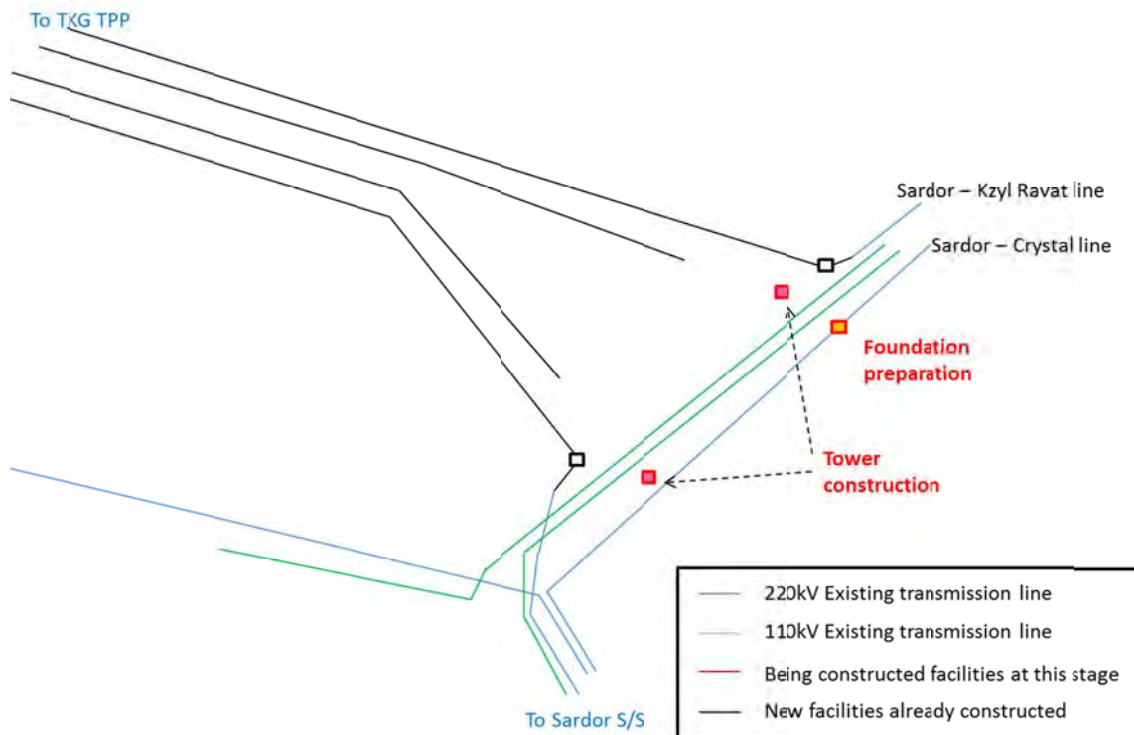 To TKG TPP
Sardor – Kzyl Ravat line
Sardor – Crystal line
Foundation
preparation
Tower
construction
220kV Existing transmission line
110kV Existing transmission line
Being constructed facilities at this stage
New facilities already constructed
To Sardor S/S